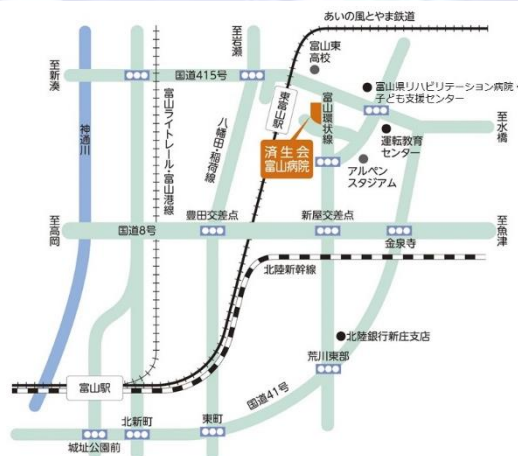 あいの風とやま鉄道
至岩瀬
富山東
高校
至新湊
国道415号
富山県リハビリテーション病院・
子ども支援センター
東富山駅
富山環状線
富山ライトレール・富山港線
八幡田・稲荷線
神通川
済生会
富山病院
運転教育
センター
至水橋
アルペン
スタジアム
豊田交差点
新屋交差点
至高岡
国道8号
金泉寺
至魚津
北陸新幹線
北陸銀行新庄支店
荒川東部
富山駅
国道41号
北新町
東町
城址公園前